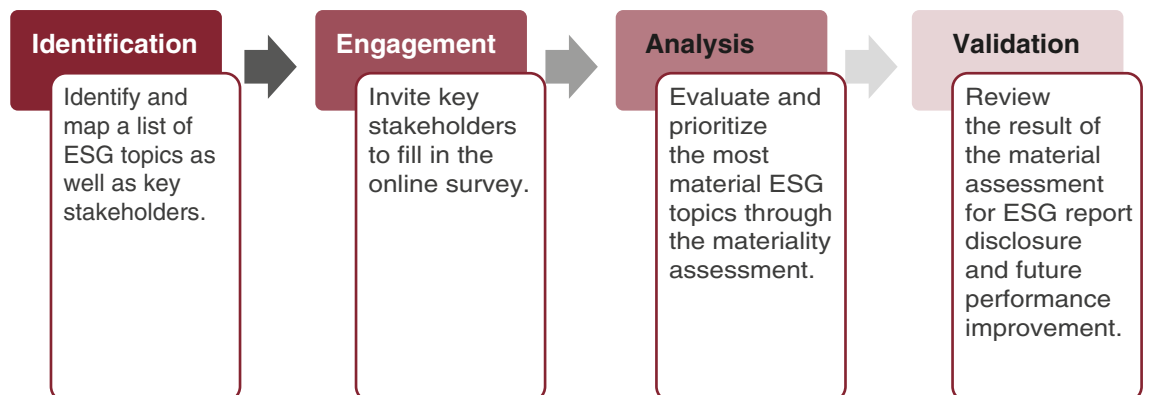 Identification
Identify and
map a list of
ESG topics as
well as key
stakeholders.
Engagement
Invite key
stakeholders
to fill in the
online survey.
Analysis
Evaluate and
prioritize
the most
material ESG
topics through
the materiality
assessment.
Validation
Review
the result of
the material
assessment
for ESG report
disclosure
and future
performance
improvement.